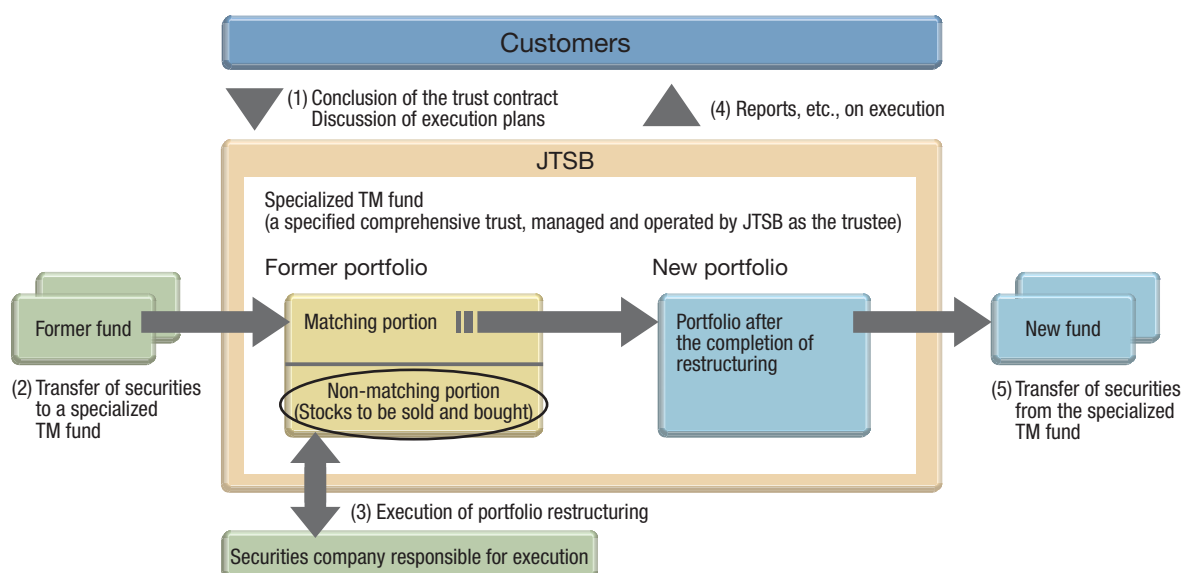 Customers
(1) Conclusion of the trust contract
Discussion of execution plans
(4) Reports, etc., on execution
JTSB
Specialized TM fund
(a specified comprehensive trust, managed and operated by JTSB as the trustee)
Former portfolio
New portfolio
Former fund
Matching portion
Portfolio after
the completion of
restructuring
New fund
(2) Transfer of securities
to a specialized
TM fund
Non-matching portion
(Stocks to be sold and bought)
(5) Transfer of securities
from the specialized
TM fund
(3) Execution of portfolio restructuring
Securities company responsible for execution